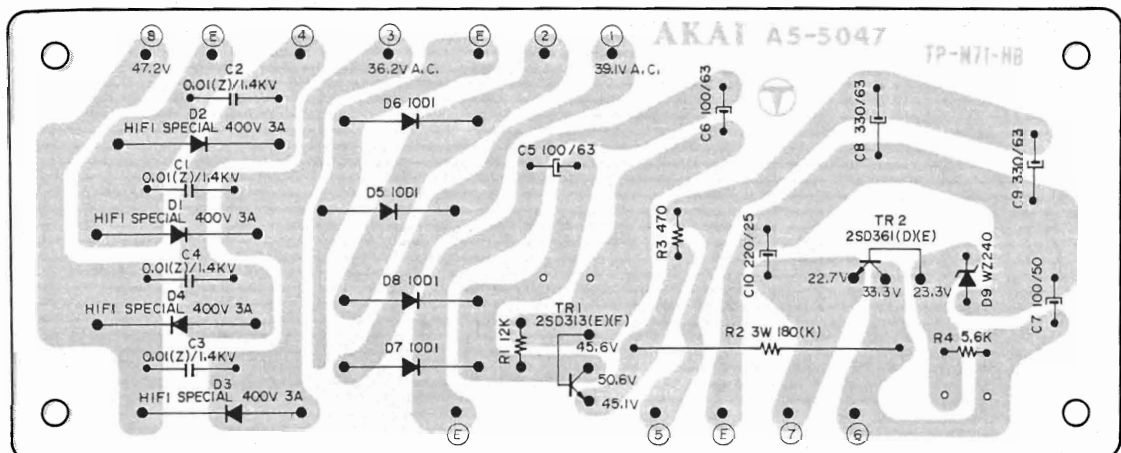 8 E 4 3 E 2 1 AKAI A5-5047
TP-W71-HB
47.2V 36.2V A.C. 39.1V A.C.
C2
0.01(Z)/1.4KV
D2
HIFI SPECIAL 400V 3A
C1
0.01(Z)/1.4KV
D1
HIFI SPECIAL 400V 3A
C4
0.01(Z)/1.4KV
D4
HIFI SPECIAL 400V 3A
C3
0.01(Z)/1.4KV
D3
HIFI SPECIAL 400V 3A
D6 10D1
D5 10D1
D8 10D1
D7 10D1
C5 100/63
C6 100/63
C8 330/63
C9 330/63
R3 470
C10 220/25
TR 2
2SD361(D)(E)
22.7V
33.3V
23.3V
D9 WZ240
C7 100/50
TR1
2SD313(E)(F)
R1 12K
45.6V
50.6V
45.1V
R2 3W 180(K)
R4 5.6K
E 5 E 7 6